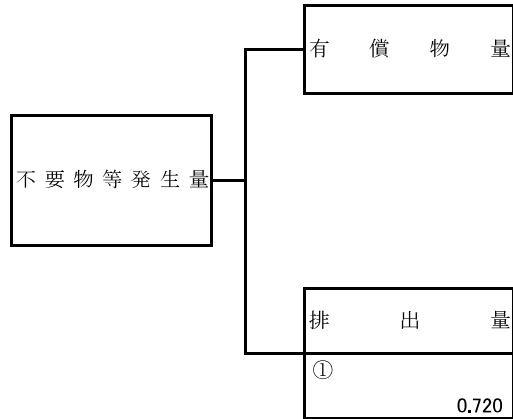 有償物量
不要物等発生量
排出量
①
0.720